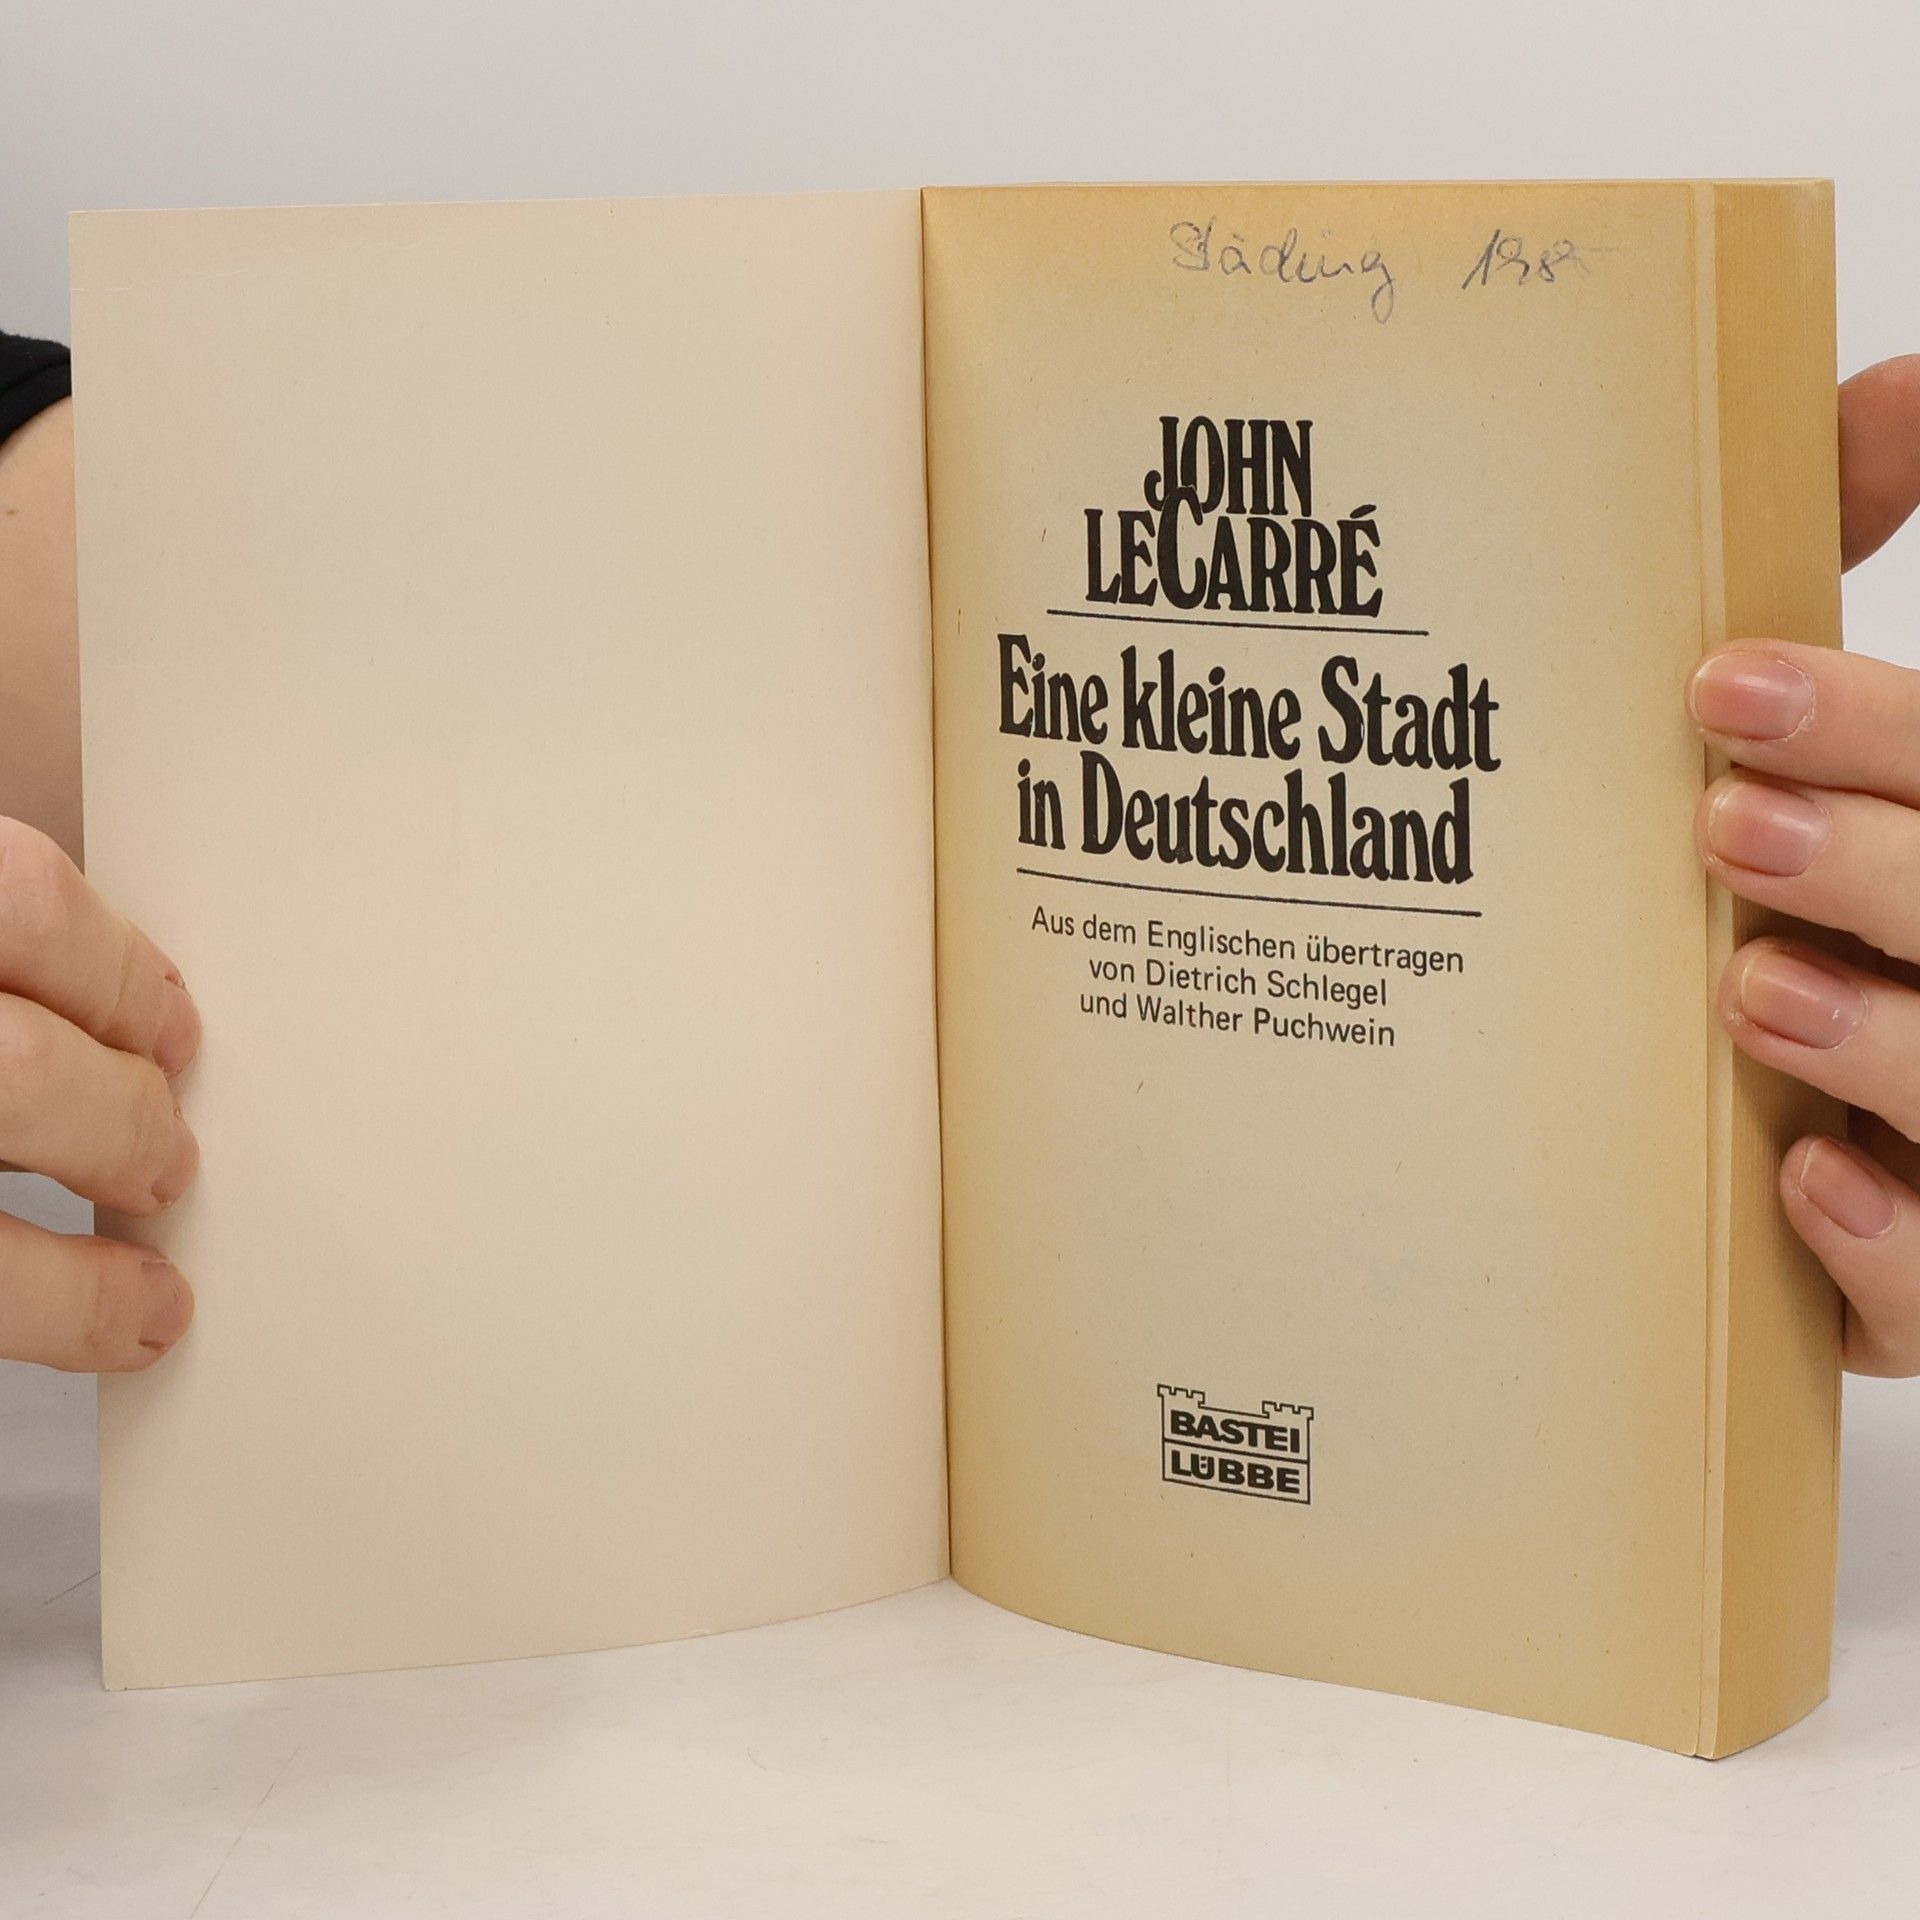 JOHN
LECARRÉ
Eine kleine Stadt
in Deutschland
Aus dem Englischen übertragen
von Dietrich Schlegel
und Walther Puchwein
BASTEI
LÜBBE